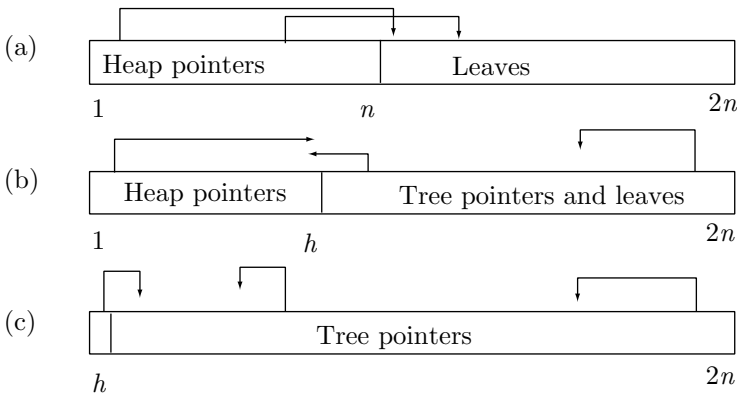 (a)
Heap pointers Leaves
1 n 2n
(b)
Heap pointers Tree pointers and leaves
1 h 2n
(c)
Tree pointers
h 2n